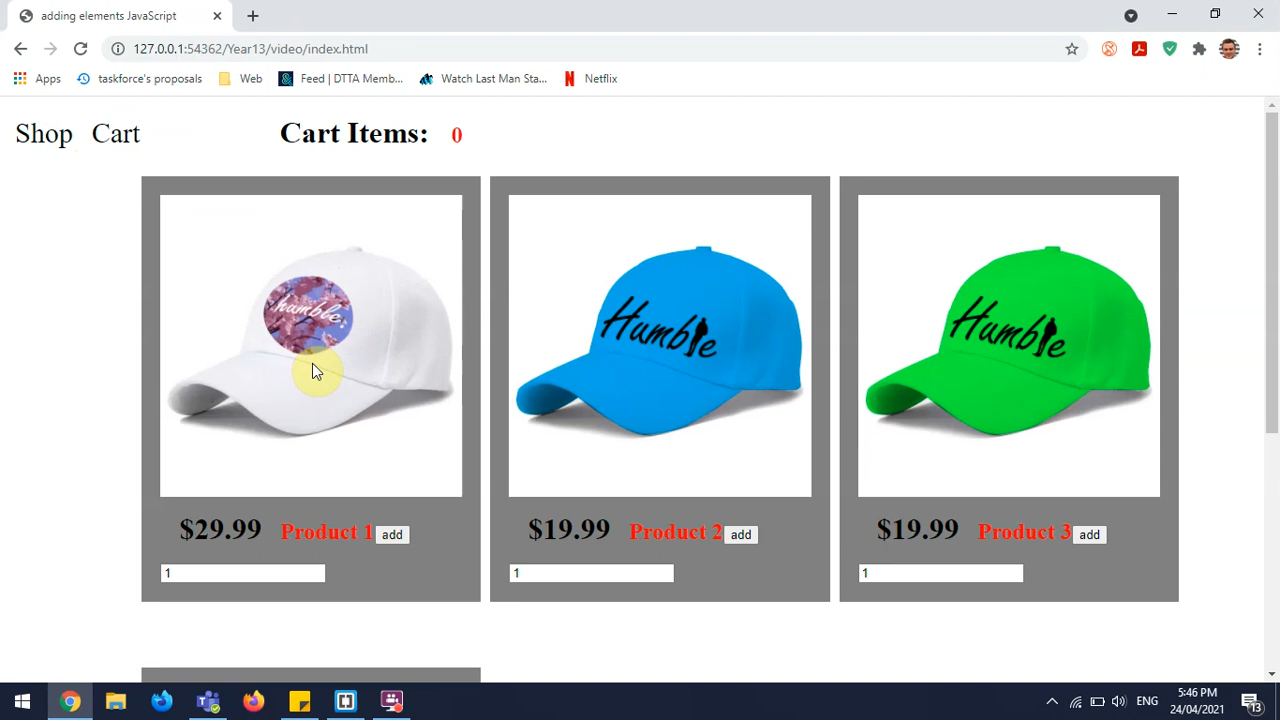 adding elements JavaScript
127.0.0.1:54362/Year13/video/index.html
Apps taskforce's proposals Web Feed | DTTA Memb... Watch Last Man Sta... Netflix
Shop Cart Cart Items: 0
humble.
Humble
Humble
$29.99 Product 1 add
1
$19.99 Product 2 add
1
$19.99 Product 3 add
1
ENG
5:46 PM
24/04/2021
13